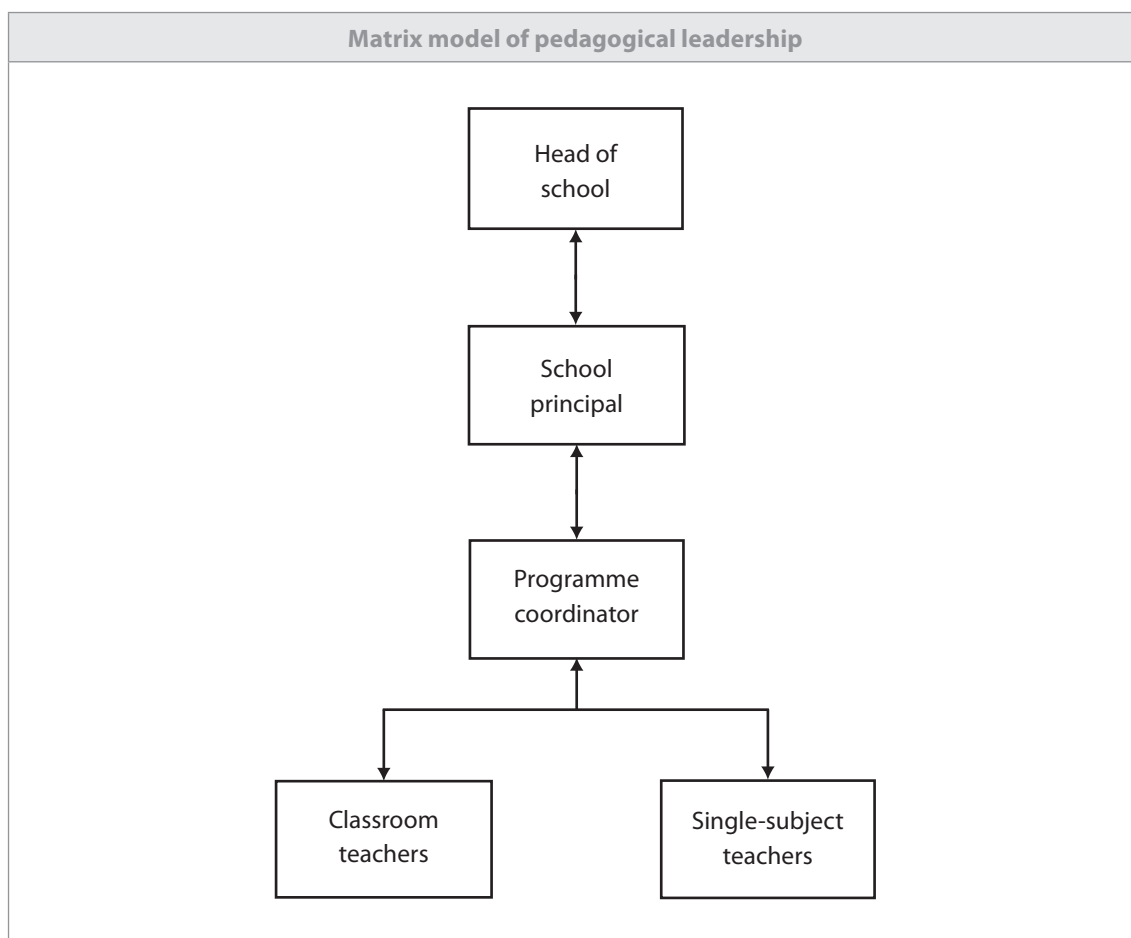 Matrix model of pedagogical leadership
Head of
school
School
principal
Programme
coordinator
Classroom
teachers
Single-subject
teachers